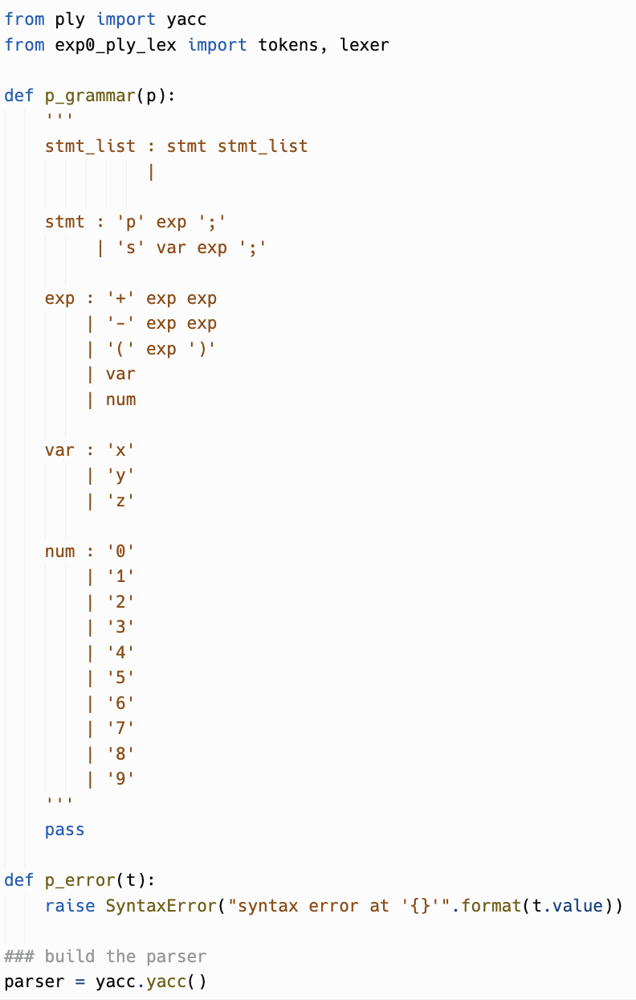 from ply import yacc
from exp0_ply_lex import tokens, lexer

def p_grammar(p):
    '''
    stmt_list : stmt stmt_list
              |

    stmt : 'p' exp ';'
         | 's' var exp ';'

    exp : '+' exp exp
        | '-' exp exp
        | '(' exp ')'
        | var
        | num

    var : 'x'
        | 'y'
        | 'z'

    num : '0'
        | '1'
        | '2'
        | '3'
        | '4'
        | '5'
        | '6'
        | '7'
        | '8'
        | '9'
    '''
    pass

def p_error(t):
    raise SyntaxError("syntax error at '{}'".format(t.value))

### build the parser
parser = yacc.yacc()